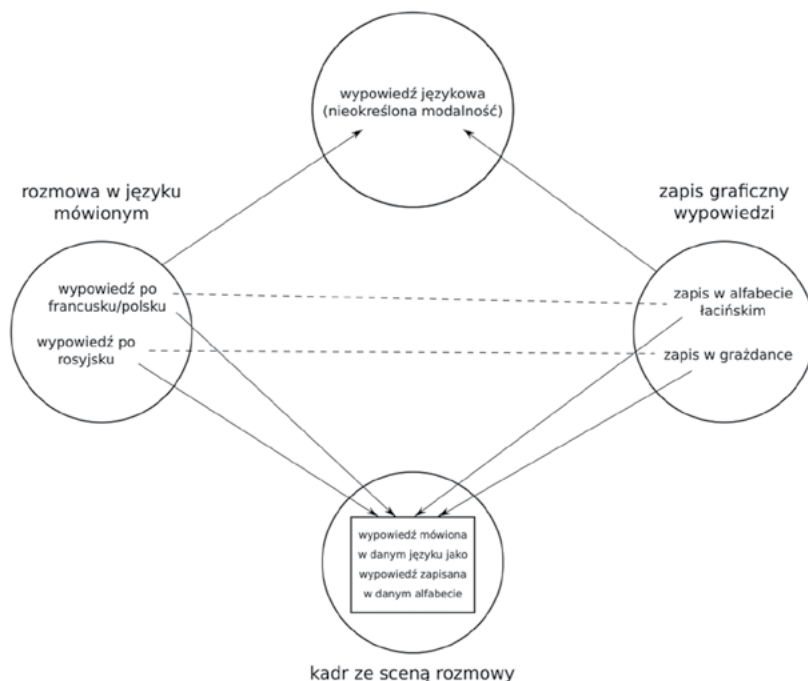 wypowiedź językowa
(nieokreślona modalność)
rozmowa w języku
mówionym
zapis graficzny
wypowiedzi
wypowiedź po
francusku/polsku
wypowiedź po
rosyjsku
zapis w alfabecie
łacińskim
zapis w grażdance
wypowiedź mówiona
w danym języku jako
wypowiedź zapisana
w danym alfabecie
kadr ze sceną rozmowy